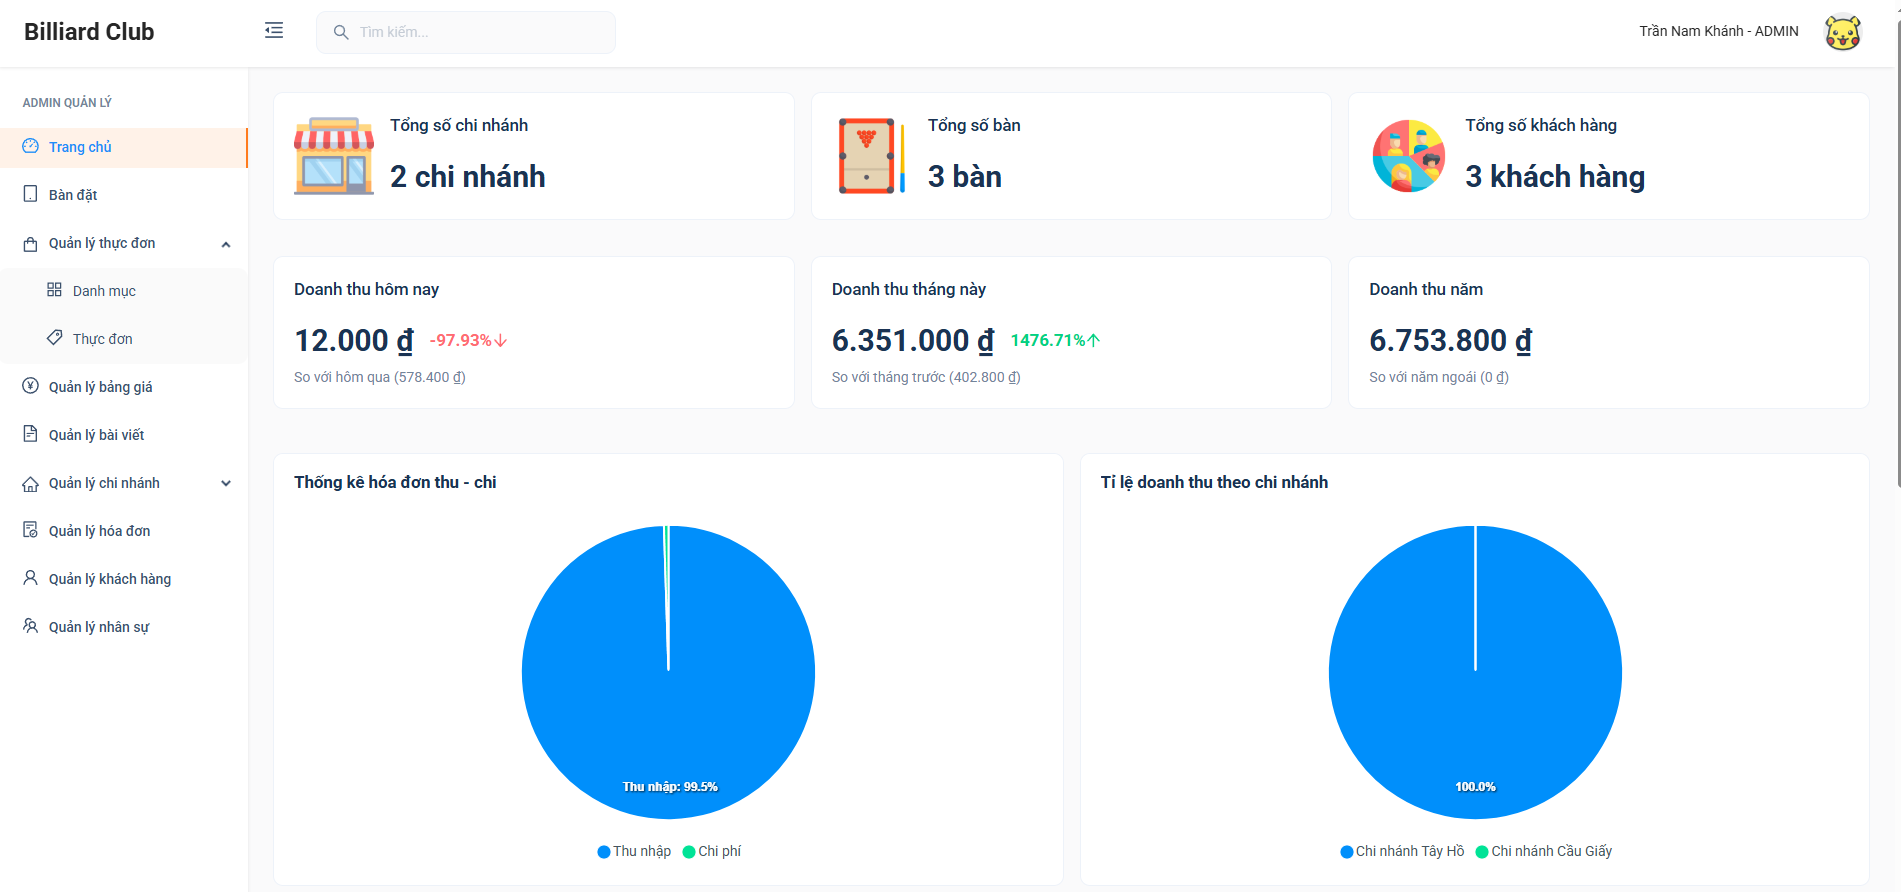 Billiard Club
Tìm kiếm...
Trần Nam Khánh - ADMIN
ADMIN QUẢN LÝ
Trang chủ
Bàn đặt
Quản lý thực đơn
Danh mục
Thực đơn
Quản lý bảng giá
Quản lý bài viết
Quản lý chi nhánh
Quản lý hóa đơn
Quản lý khách hàng
Quản lý nhân sự
Tổng số chi nhánh
2 chi nhánh
Tổng số bàn
3 bàn
Tổng số khách hàng
3 khách hàng
Doanh thu hôm nay
12.000 ₫ -97.93%↓
So với hôm qua (578.400 ₫)
Doanh thu tháng này
6.351.000 ₫ 1476.71%↑
So với tháng trước (402.800 ₫)
Doanh thu năm
6.753.800 ₫
So với năm ngoái (0 ₫)
Thống kê hóa đơn thu - chi
Thu nhập: 99.5%
Thu nhập Chi phí
Tỉ lệ doanh thu theo chi nhánh
100.0%
Chi nhánh Tây Hồ Chi nhánh Cầu Giấy